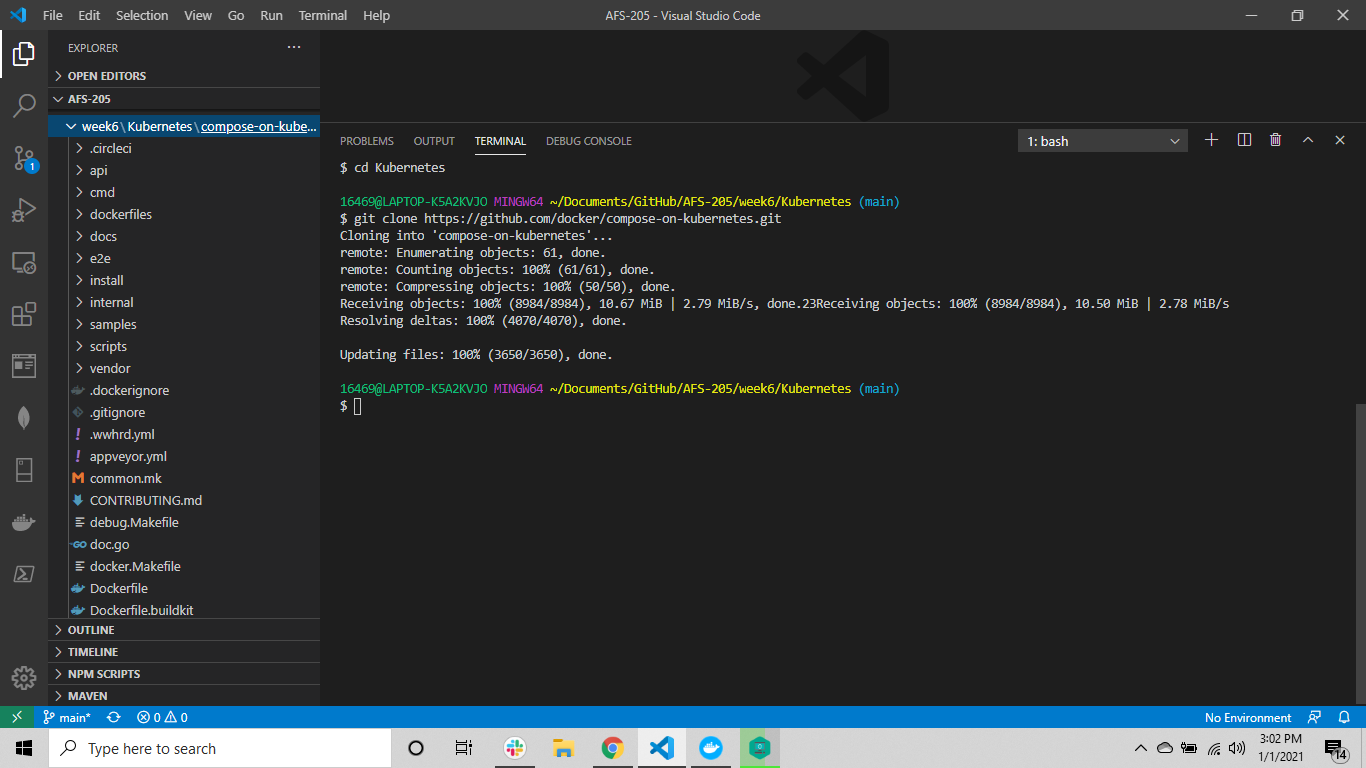 File Edit Selection View Go Run Terminal Help
AFS-205 - Visual Studio Code
EXPLORER
OPEN EDITORS
AFS-205
week6\Kubernetes\compose-on-kube...
.circleci
api
cmd
dockerfiles
docs
e2e
install
internal
samples
scripts
vendor
.dockerignore
.gitignore
! .wwhrd.yml
! appveyor.yml
M common.mk
CONTRIBUTING.md
debug.Makefile
GO doc.go
docker.Makefile
Dockerfile
Dockerfile.buildkit
OUTLINE
TIMELINE
NPM SCRIPTS
MAVEN
1
PROBLEMS OUTPUT TERMINAL DEBUG CONSOLE
1: bash
$ cd Kubernetes
16469@LAPTOP-K5A2KVJO MINGW64 ~/Documents/GitHub/AFS-205/week6/Kubernetes (main)
$ git clone https://github.com/docker/compose-on-kubernetes.git
Cloning into 'compose-on-kubernetes'...
remote: Enumerating objects: 61, done.
remote: Counting objects: 100% (61/61), done.
remote: Compressing objects: 100% (50/50), done.
Receiving objects: 100% (8984/8984), 10.67 MiB | 2.79 MiB/s, done.23Receiving objects: 100% (8984/8984), 10.50 MiB | 2.78 MiB/s
Resolving deltas: 100% (4070/4070), done.
Updating files: 100% (3650/3650), done.
16469@LAPTOP-K5A2KVJO MINGW64 ~/Documents/GitHub/AFS-205/week6/Kubernetes (main)
$
main* 0 0
No Environment
Type here to search
3:02 PM
1/1/2021
14